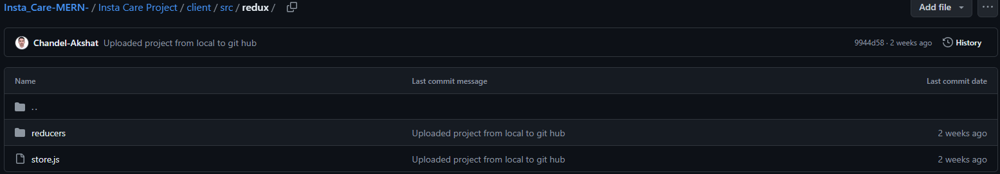 Insta_Care-MERN- / Insta Care Project / client / src / redux /
Add file
Chandel-Akshat Uploaded project from local to git hub
9944d58 · 2 weeks ago
History
Name Last commit message Last commit date
..
reducers Uploaded project from local to git hub 2 weeks ago
store.js Uploaded project from local to git hub 2 weeks ago